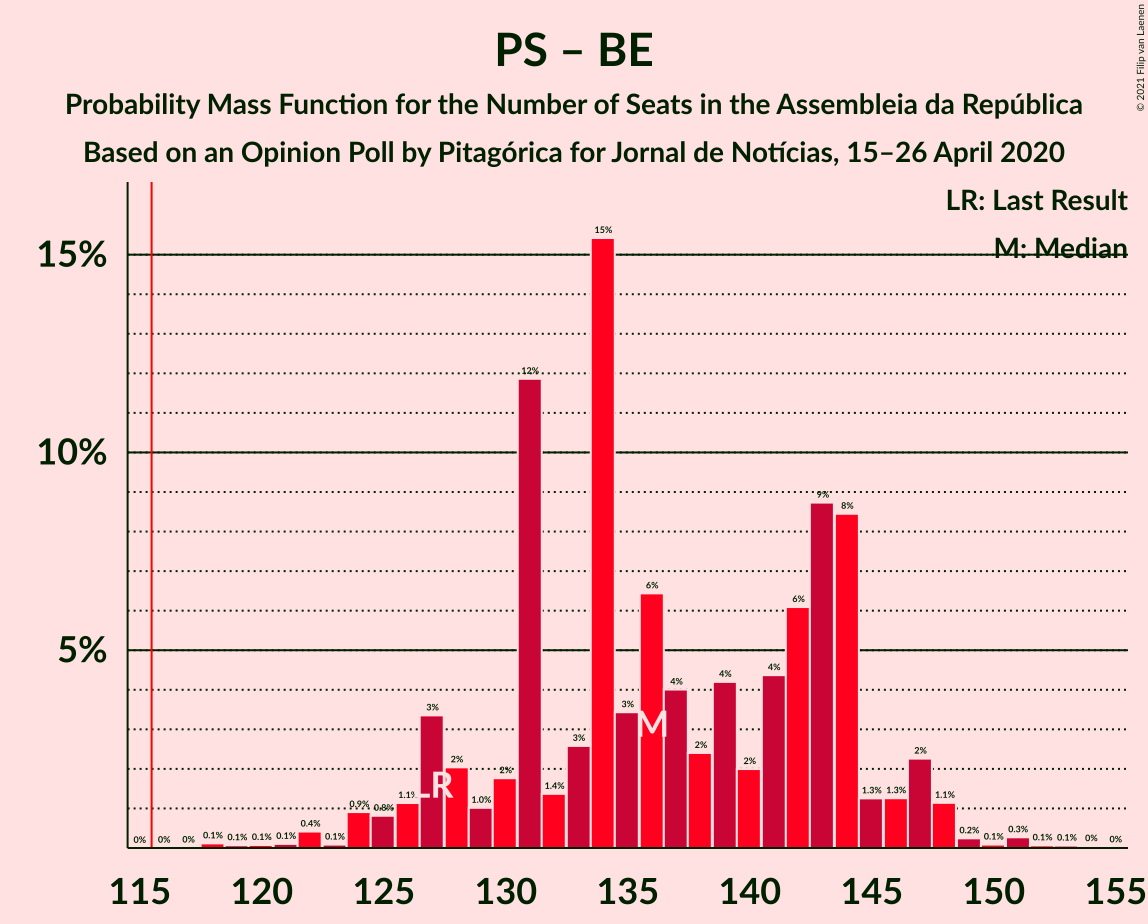 PS – BE
Probability Mass Function for the Number of Seats in the Assembleia da República
Based on an Opinion Poll by Pitagórica for Jornal de Notícias, 15–26 April 2020
© 2021 Filip van Laenen
LR: Last Result
M: Median
15%
10%
5%
0% 0% 0% 0.1% 0.1% 0.1% 0.1% 0.4% 0.1% 0.9% 0.8% 1.1% 3% 2% 1.0% 2% 12% 1.4% 3% 15% 3% 6% 4% 2% 4% 2% 4% 6% 9% 8% 1.3% 1.3% 2% 1.1% 0.2% 0.1% 0.3% 0.1% 0.1% 0% 0%
LR
M
115 120 125 130 135 140 145 150 155